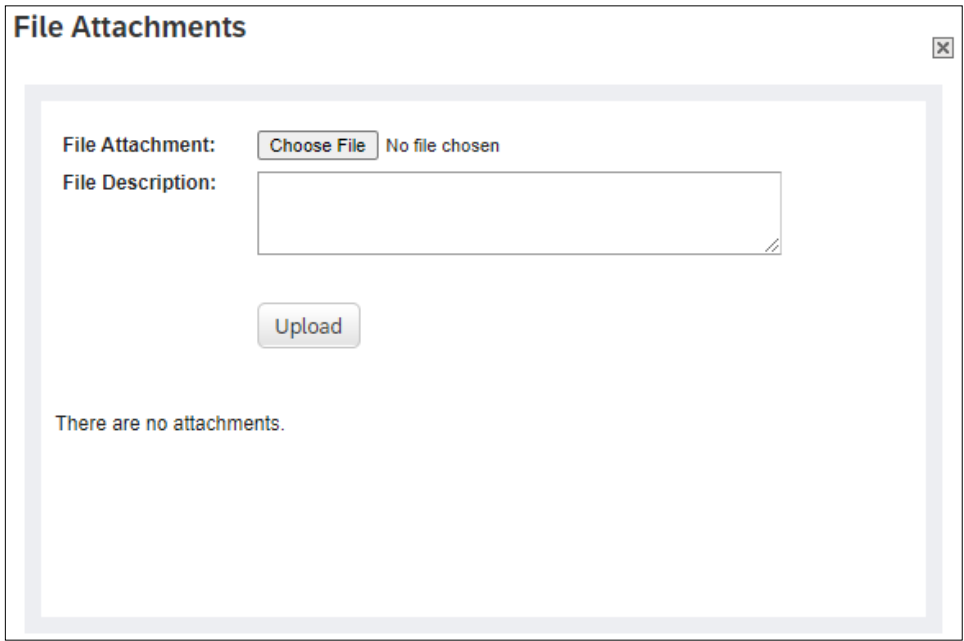 File Attachments
File Attachment: Choose File No file chosen
File Description:
Upload
There are no attachments.